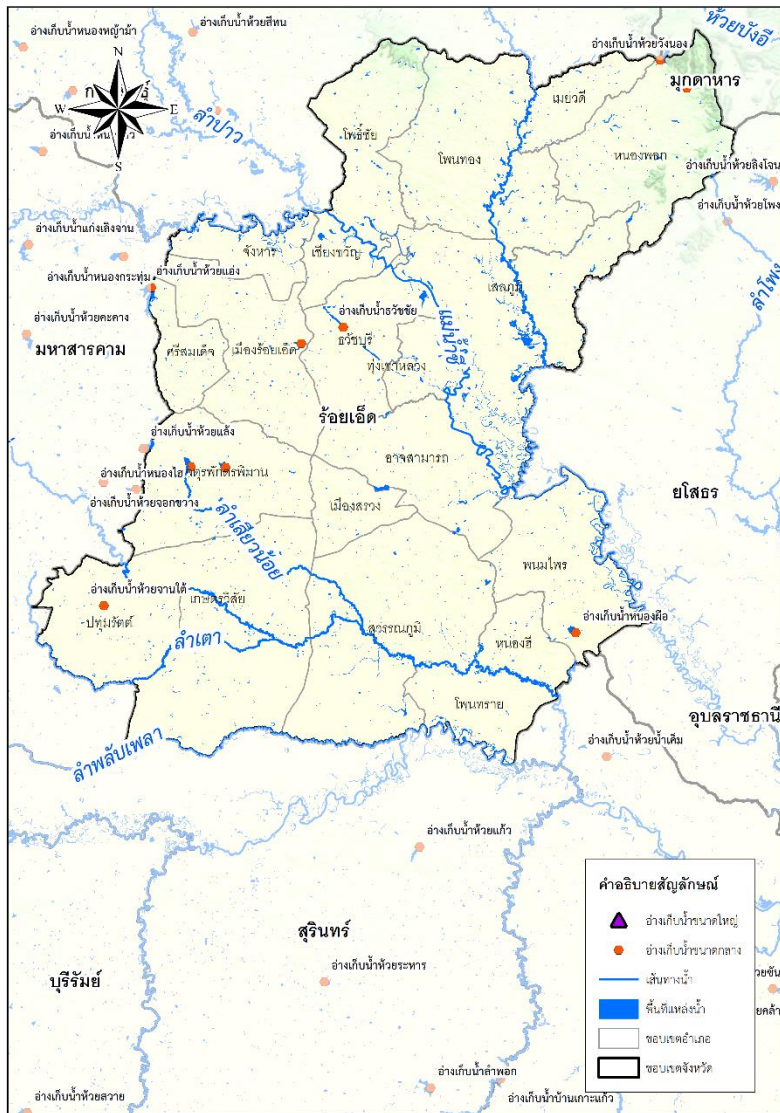 อ่างเก็บน้ำหนองหญ้าม้า
อ่างเก็บน้ำห้วยสีทน
ห้วยบังอี
อ่างเก็บน้ำห้วยวังนอง
มุกดาหาร
N
W
E
S
ลำปาว
เมยวดี
โพธิ์ชัย
โพนทอง
หนองพอก
อ่างเก็บน้ำห้วยลิงโจน
อ่างเก็บน้ำห้วยโพง
อ่างเก็บน้ำแก่งเลิงจาน
จังหาร
เชียงขวัญ
อ่างเก็บน้ำหนองกระทุ่ม
อ่างเก็บน้ำห้วยแอ่ง
เสลภูมิ
ลำโพง
อ่างเก็บน้ำห้วยคะคาง
อ่างเก็บน้ำธวัชชัย
ธวัชบุรี
แม่น้ำชี
มหาสารคาม
ศรีสมเด็จ
เมืองร้อยเอ็ด
ทุ่งเขาหลวง
ร้อยเอ็ด
อ่างเก็บน้ำห้วยแล้ง
อาจสามารถ
อ่างเก็บน้ำหนองไฮ
จตุรพักตรพิมาน
ยโสธร
อ่างเก็บน้ำห้วยจอกขวาง
เมืองสรวง
ลำเสียวน้อย
พนมไพร
อ่างเก็บน้ำห้วยจานใต้
เกษตรวิสัย
ปทุมรัตต์
อ่างเก็บน้ำหนองผือ
สุวรรณภูมิ
หนองฮี
ลำเตา
โพนทราย
อุบลราชธานี
ลำพลับเพลา
อ่างเก็บน้ำห้วยน้ำเค็ม
อ่างเก็บน้ำห้วยแก้ว
สุรินทร์
บุรีรัมย์
อ่างเก็บน้ำห้วยระหาร
อ่างเก็บน้ำลำพอก
อ่างเก็บน้ำห้วยสวาย
อ่างเก็บน้ำบ้านเกาะแก้ว
คำอธิบายสัญลักษณ์
อ่างเก็บน้ำขนาดใหญ่
อ่างเก็บน้ำขนาดกลาง
เส้นทางน้ำ
พื้นที่แหล่งน้ำ
ขอบเขตอำเภอ
ขอบเขตจังหวัด